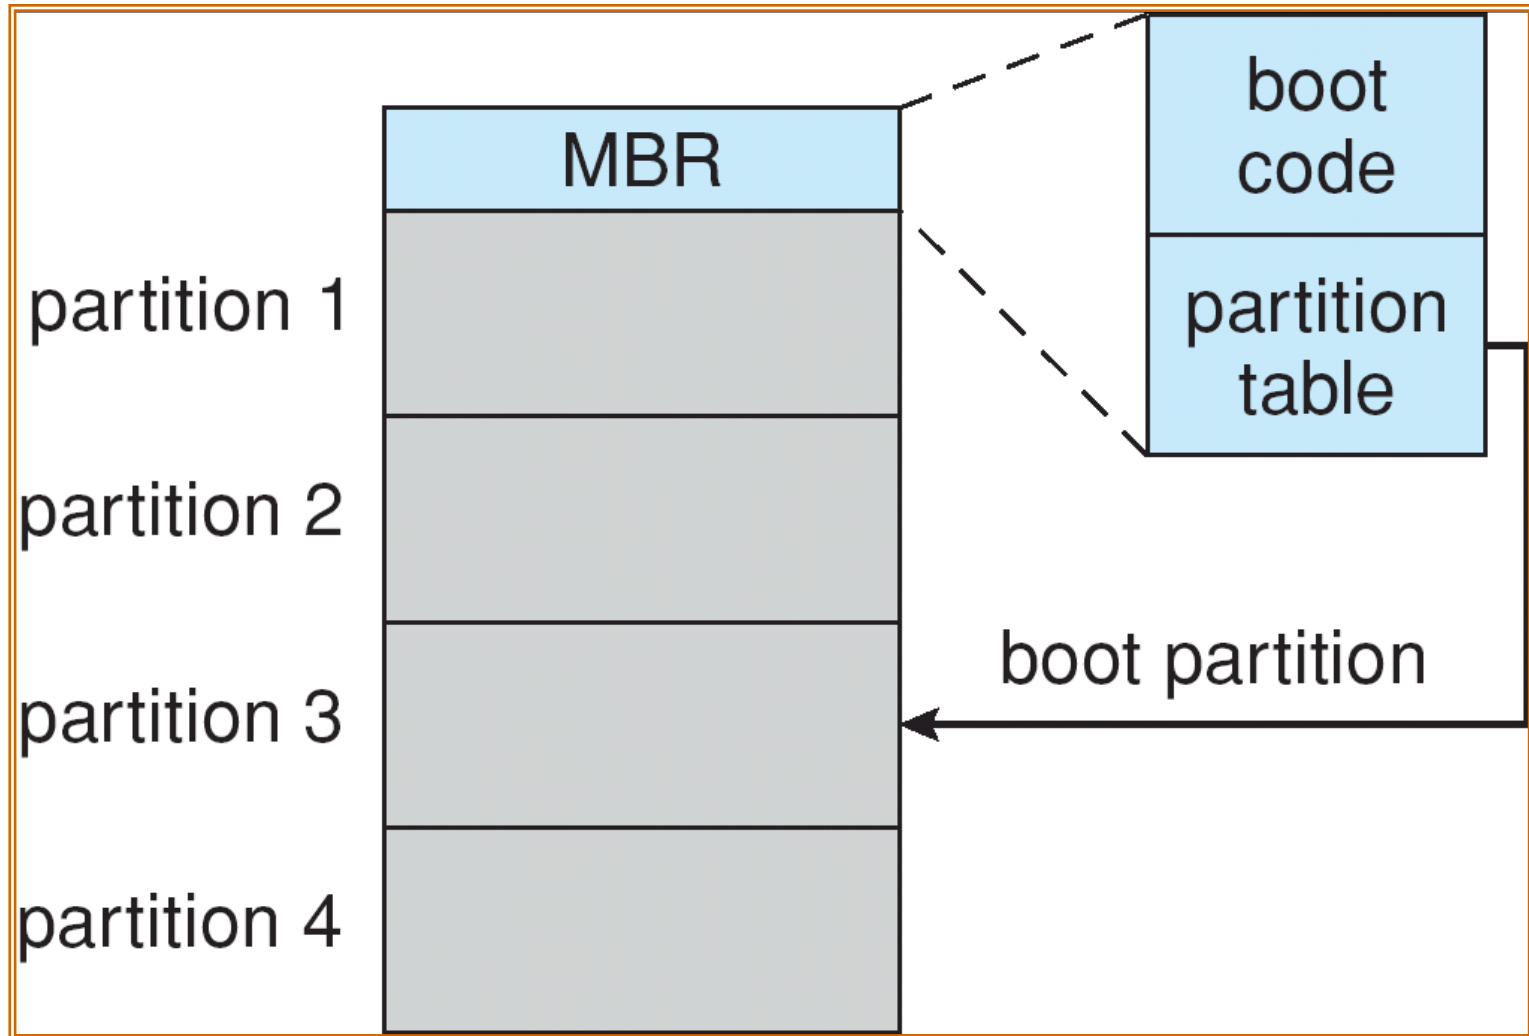 boot
code
MBR
partition 1
partition
table
partition 2
boot partition
partition 3
partition 4